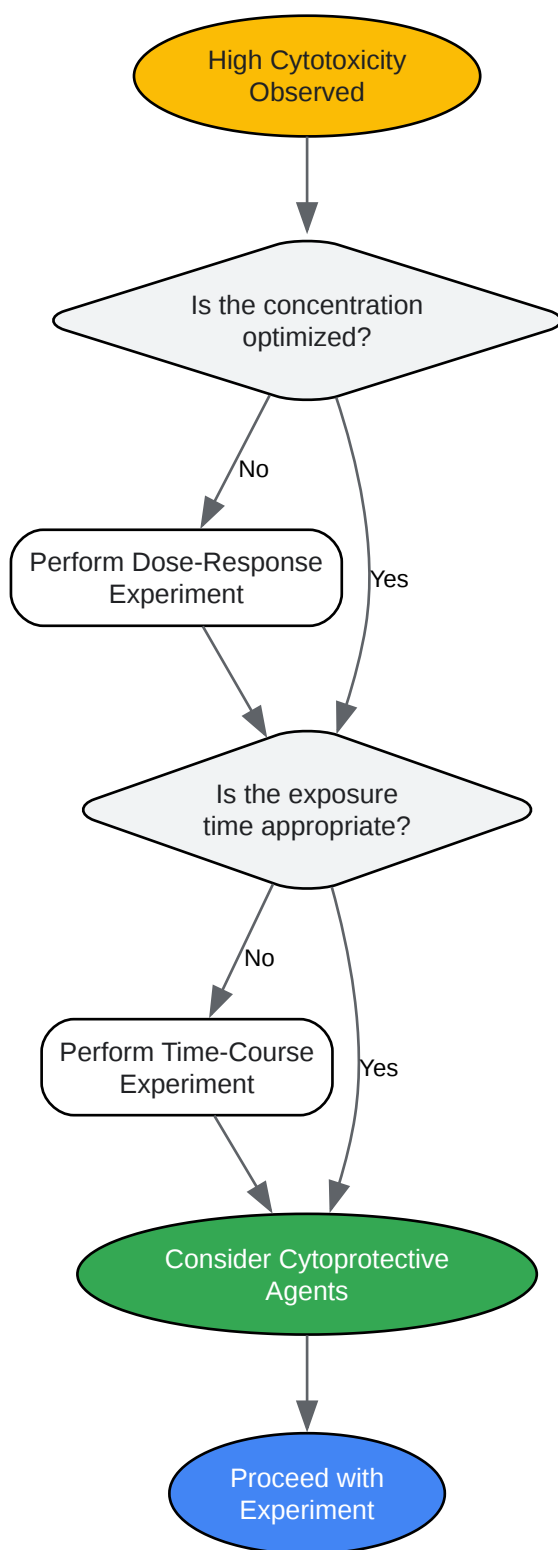 High Cytotoxicity
Observed
Is the concentration
optimized?
No
Perform Dose-Response
Experiment
Yes
Is the exposure
time appropriate?
No
Perform Time-Course
Experiment
Yes
Consider Cytoprotective
Agents
Proceed with
Experiment